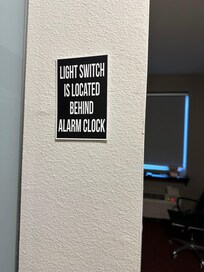 LIGHT SWITCH
IS LOCATED
BEHIND
ALARM CLOCK